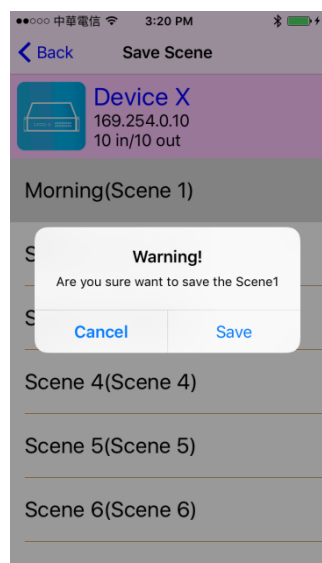 中華電信 3:20 PM
Back Save Scene
Device X
169.254.0.10
10 in/10 out
Morning(Scene 1)
S
Warning!
Are you sure want to save the Scene1
S
Cancel Save
Scene 4(Scene 4)
Scene 5(Scene 5)
Scene 6(Scene 6)